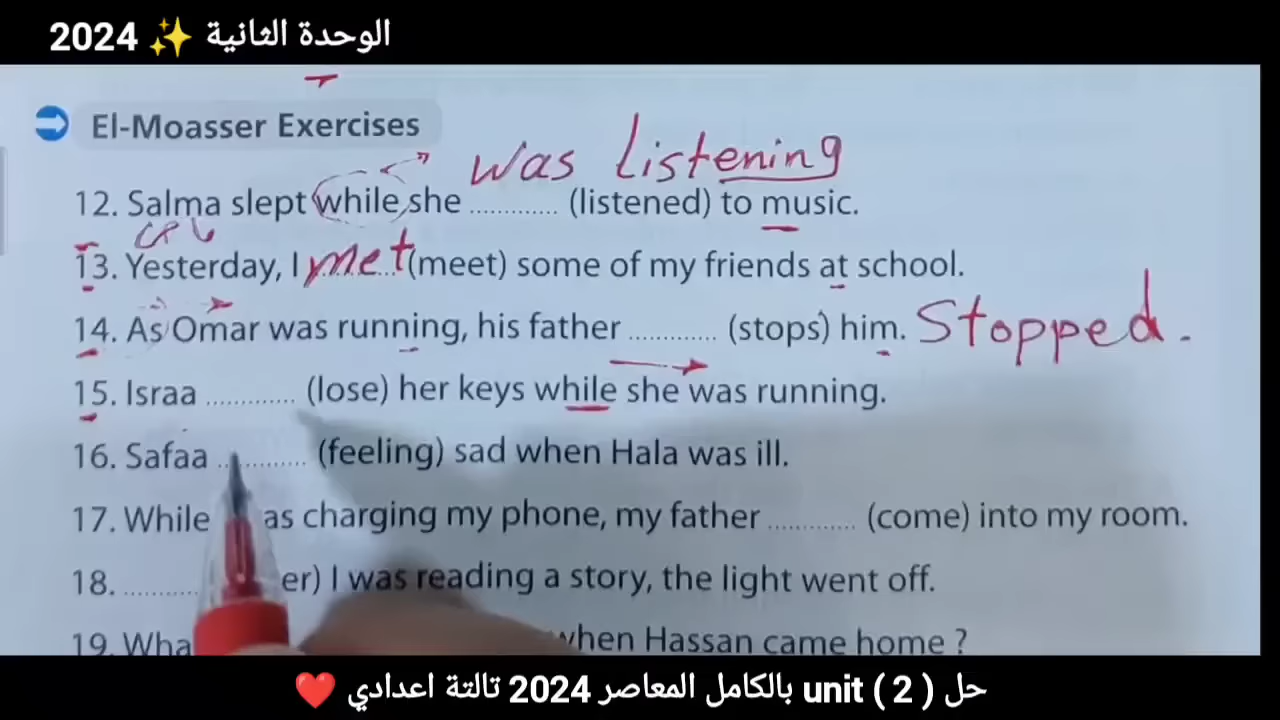 الوحدة الثانية ✨ 2024
El-Moasser Exercises
was listening
12. Salma slept while she ............ (listened) to music.
13. Yesterday, I met (meet) some of my friends at school.
14. As Omar was running, his father ............ (stops) him. Stopped.
15. Israa ............ (lose) her keys while she was running.
16. Safaa ............ (feeling) sad when Hala was ill.
17. While as charging my phone, my father ............ (come) into my room.
18. ............ er) I was reading a story, the light went off.
19. Wha when Hassan came home ?
حل unit ( 2 ) بالكامل المعاصر 2024 تالتة اعدادي ❤️